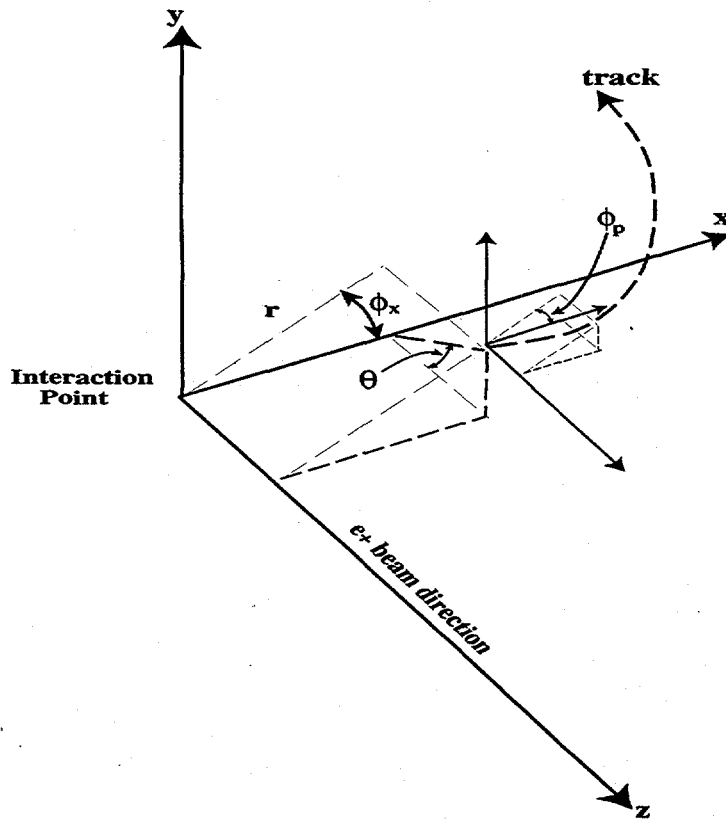 y
track
ϕp
x
r
ϕx
Θ
Interaction
Point
e+ beam direction
z